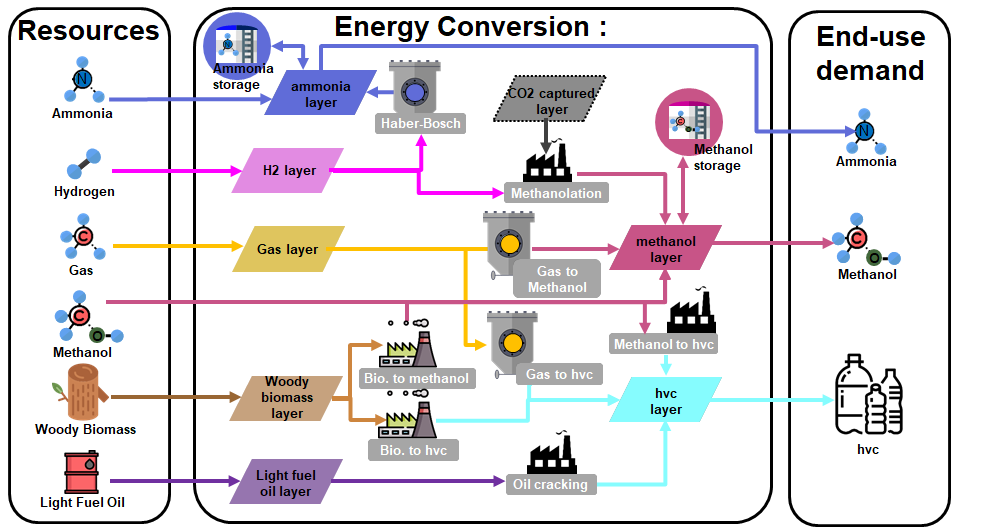 Resources
Energy Conversion :
End-use
demand
Ammonia
storage
ammonia
layer
Haber-Bosch
CO2 captured
layer
Methanol
storage
Ammonia
Ammonia
Hydrogen
H2 layer
Methanolation
Gas
Gas layer
Gas to
Methanol
methanol
layer
Methanol
Methanol
Methanol to hvc
Bio. to methanol
Gas to hvc
Woody Biomass
Woody
biomass
layer
Bio. to hvc
hvc
layer
hvc
Light Fuel Oil
Light fuel
oil layer
Oil cracking
N
N
N
C
C
C
C
O
O